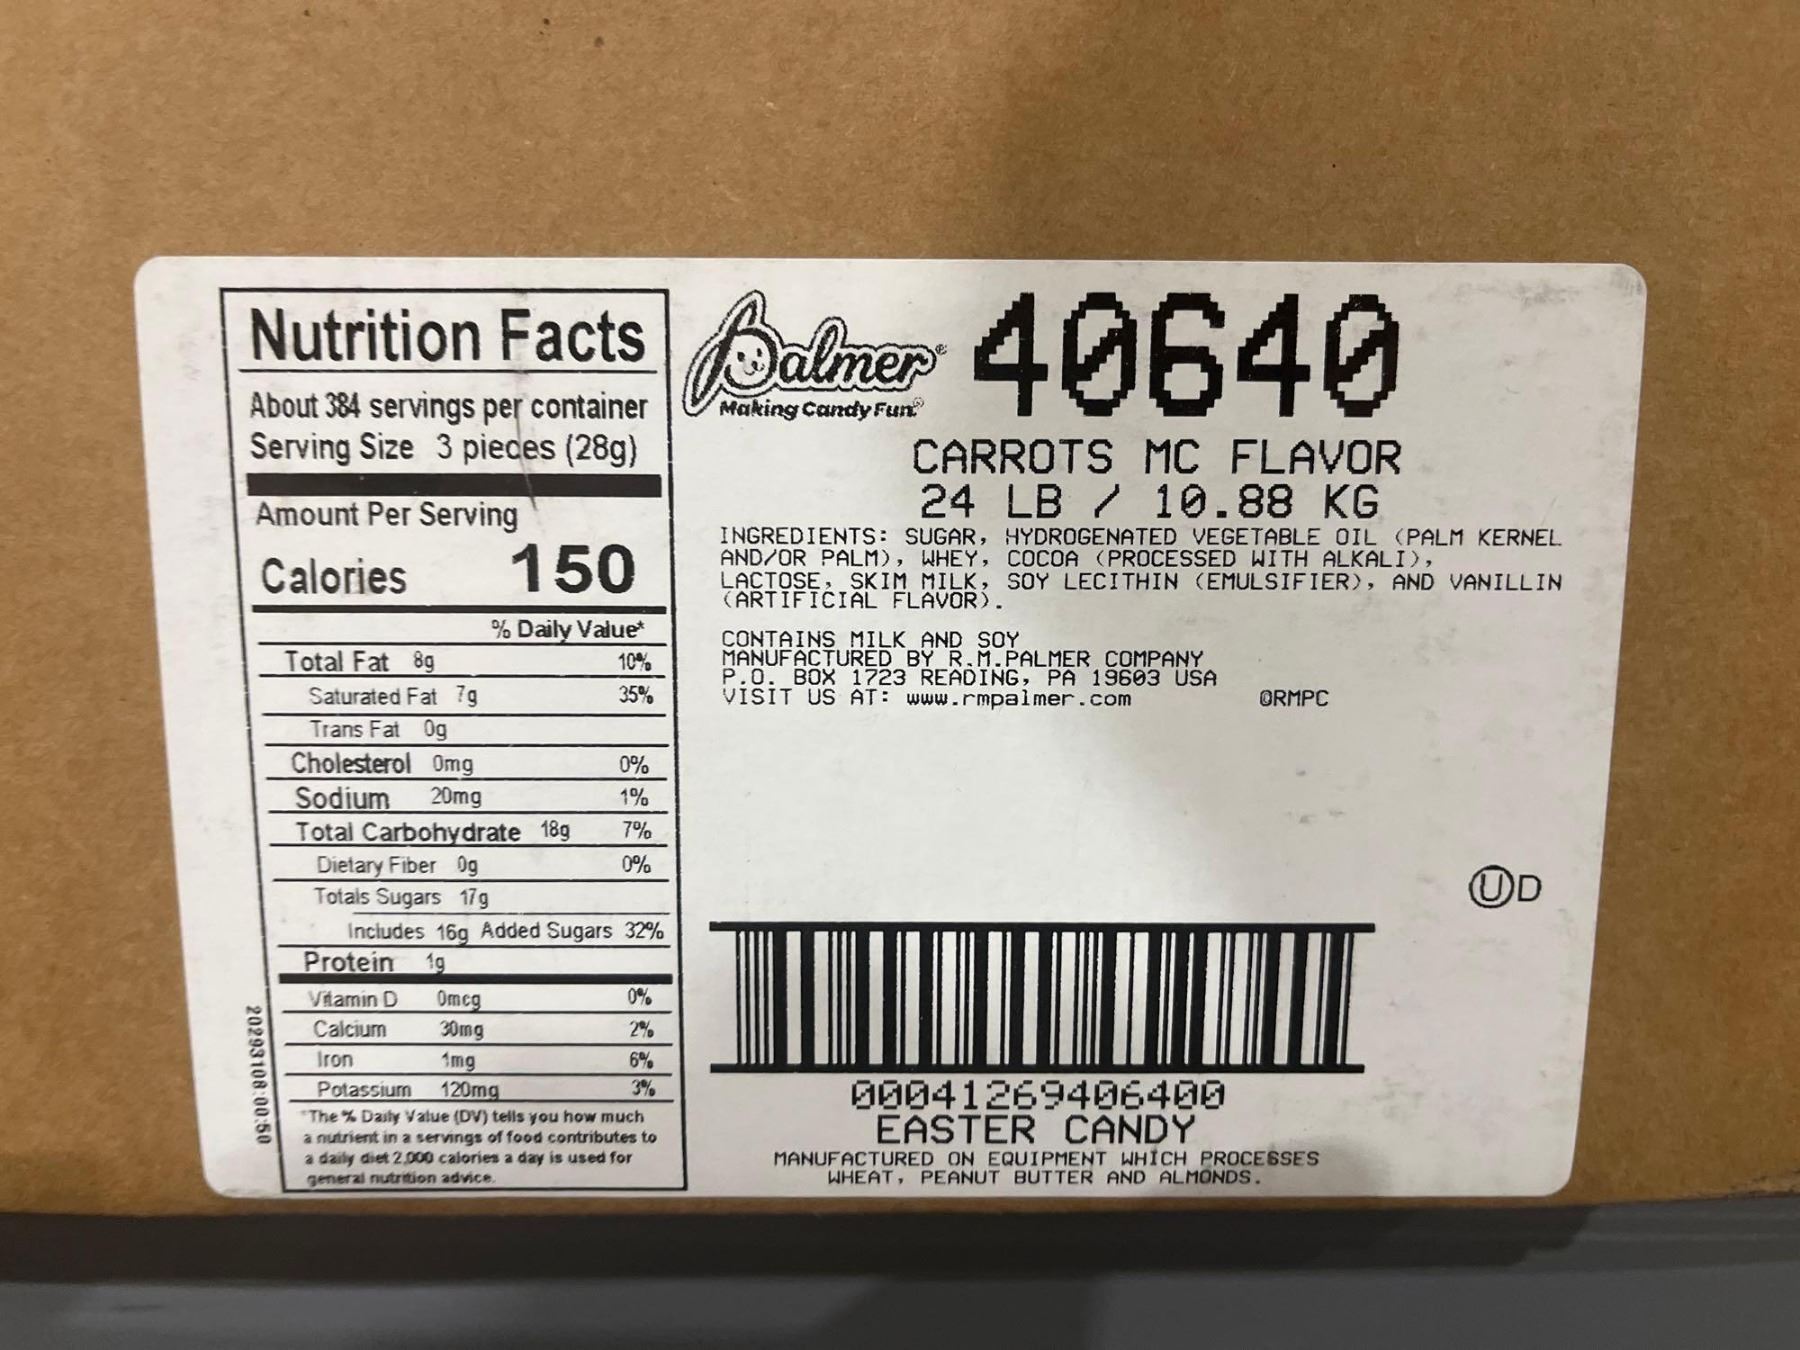 Nutrition Facts
About 384 servings per container
Serving Size 3 pieces (28g)
Amount Per Serving
Calories 150
% Daily Value*
Total Fat 8g 10%
Saturated Fat 7g 35%
Trans Fat 0g
Cholesterol 0mg 0%
Sodium 20mg 1%
Total Carbohydrate 18g 7%
Dietary Fiber 0g 0%
Totals Sugars 17g
Includes 16g Added Sugars 32%
Protein 1g
Vitamin D 0mcg 0%
Calcium 30mg 2%
Iron 1mg 6%
Potassium 120mg 3%
*The % Daily Value (DV) tells you how much
a nutrient in a servings of food contributes to
a daily diet 2,000 calories a day is used for
general nutrition advice.
20293108:00:50
Palmer®
Making Candy Fun®
40640
CARROTS MC FLAVOR
24 LB / 10.88 KG
INGREDIENTS: SUGAR, HYDROGENATED VEGETABLE OIL (PALM KERNEL
AND/OR PALM), WHEY, COCOA (PROCESSED WITH ALKALI),
LACTOSE, SKIM MILK, SOY LECITHIN (EMULSIFIER), AND VANILLIN
(ARTIFICIAL FLAVOR).
CONTAINS MILK AND SOY
MANUFACTURED BY R.M.PALMER COMPANY
P.O. BOX 1723 READING, PA 19603 USA
VISIT US AT: www.rmpalmer.com ©RMPC
ⓊD
00041269406400
EASTER CANDY
MANUFACTURED ON EQUIPMENT WHICH PROCESSES
WHEAT, PEANUT BUTTER AND ALMONDS.